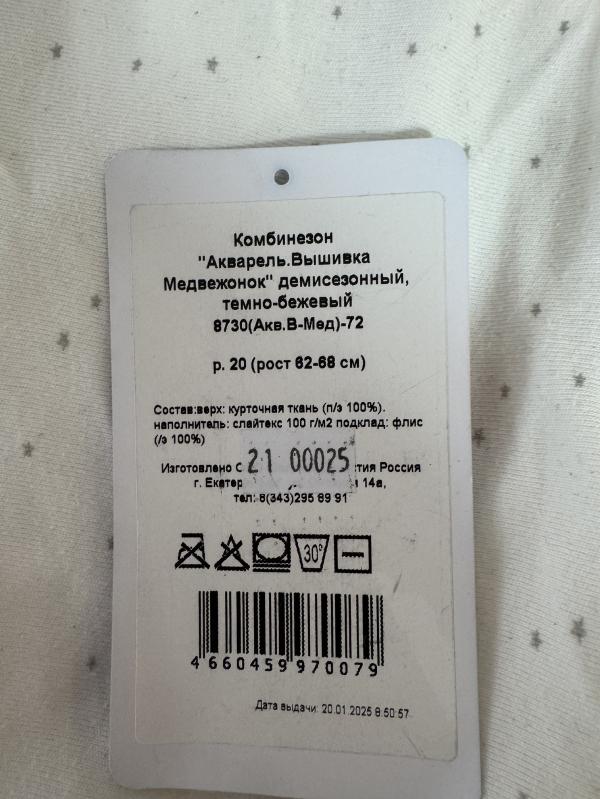 Комбинезон
"Акварель.Вышивка
Медвежонок" демисезонный,
темно-бежевый
8730(Акв.В-Мед)-72
р. 20 (рост 62-68 см)
Состав:верх: курточная ткань (п/э 100%).
наполнитель: слайтекс 100 г/м2 подклад: флис
(/э 100%)
Изготовлено 21 00025 Россия
г. 14а,
тел: 8(343)295 89 91
30°
4 660459 970079
Дата выдачи: 20.01.2025 8:50:57